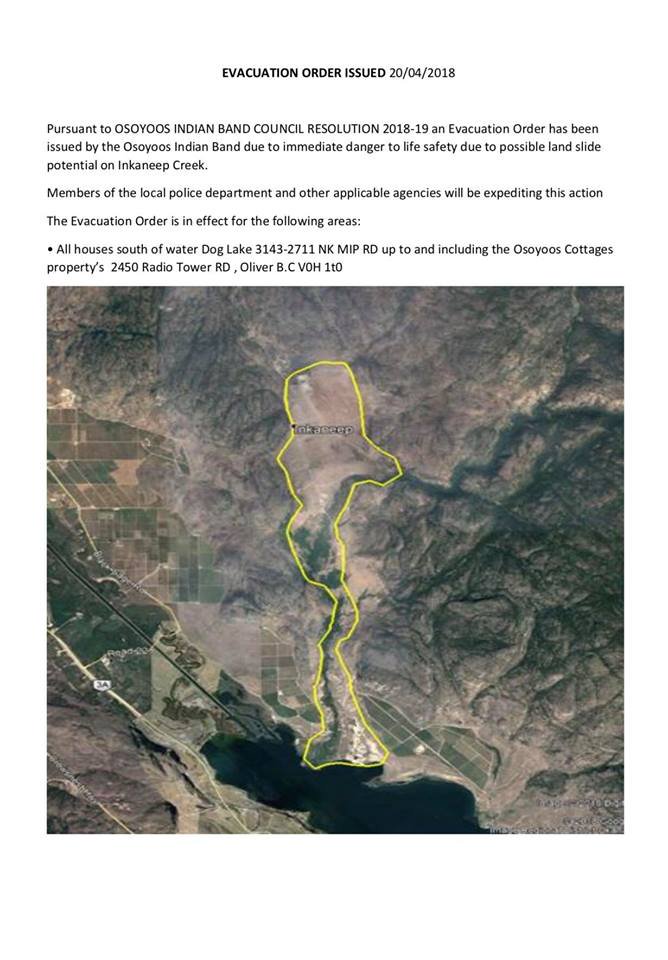 EVACUATION ORDER ISSUED 20/04/2018
Pursuant to OSOYOOS INDIAN BAND COUNCIL RESOLUTION 2018-19 an Evacuation Order has been
issued by the Osoyoos Indian Band due to immediate danger to life safety due to possible land slide
potential on Inkaneep Creek.
Members of the local police department and other applicable agencies will be expediting this action
The Evacuation Order is in effect for the following areas:
• All houses south of water Dog Lake 3143-2711 NK MIP RD up to and including the Osoyoos Cottages
property's 2450 Radio Tower RD , Oliver B.C V0H 1t0
Inkaneep
3A